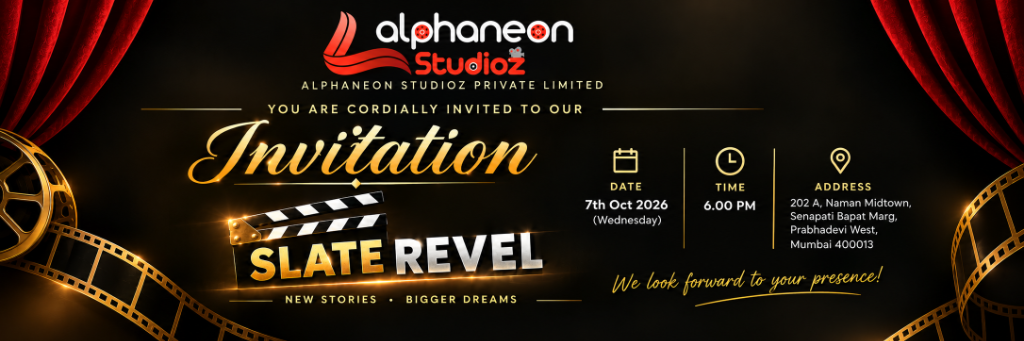 alphaneon
Studioz
ALPHANEON STUDIOZ PRIVATE LIMITED
YOU ARE CORDIALLY INVITED TO OUR
Invitation
SLATE REVEL
NEW STORIES • BIGGER DREAMS
DATE
7th Oct 2026
(Wednesday)
TIME
6.00 PM
ADDRESS
202 A, Naman Midtown,
Senapati Bapat Marg,
Prabhadevi West,
Mumbai 400013
We look forward to your presence!